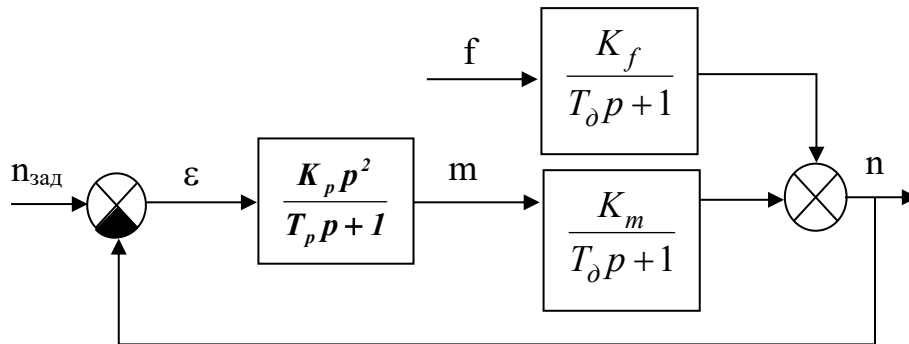 f
K_f
T_∂ p + 1
n_зад
ε
K_p p^2
T_p p + 1
m
K_m
T_∂ p + 1
n